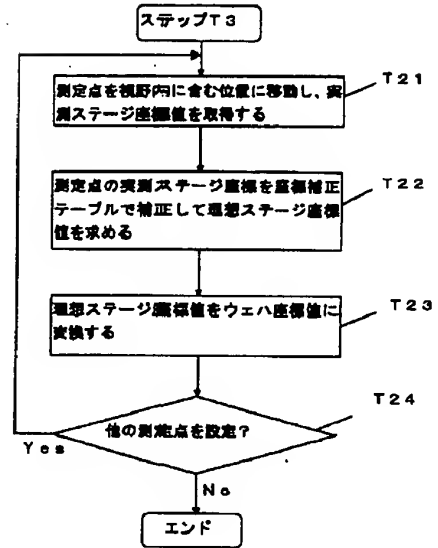 ステップT3
測定点を視野内に含む位置に移動し、実
測ステージ座標値を取得する
T21
測定点の実測ステージ座標を座標補正
テーブルで補正して理想ステージ座標
値を求める
T22
理想ステージ座標値をウェハ座標値に
変換する
T23
他の測定点を設定?
T24
Yes
No
エンド